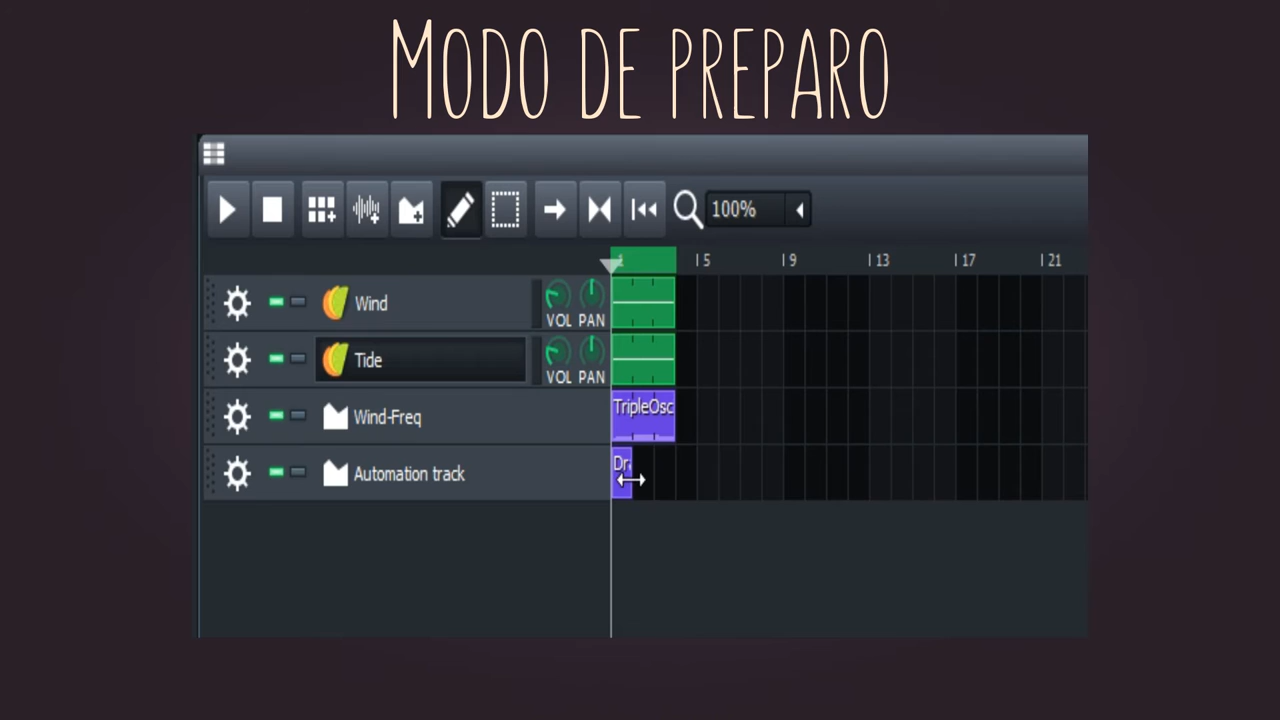 MODO DE PREPARO
100%
5 9 13 17 21
Wind VOL PAN
Tide VOL PAN
Wind-Freq TripleOsc
Automation track